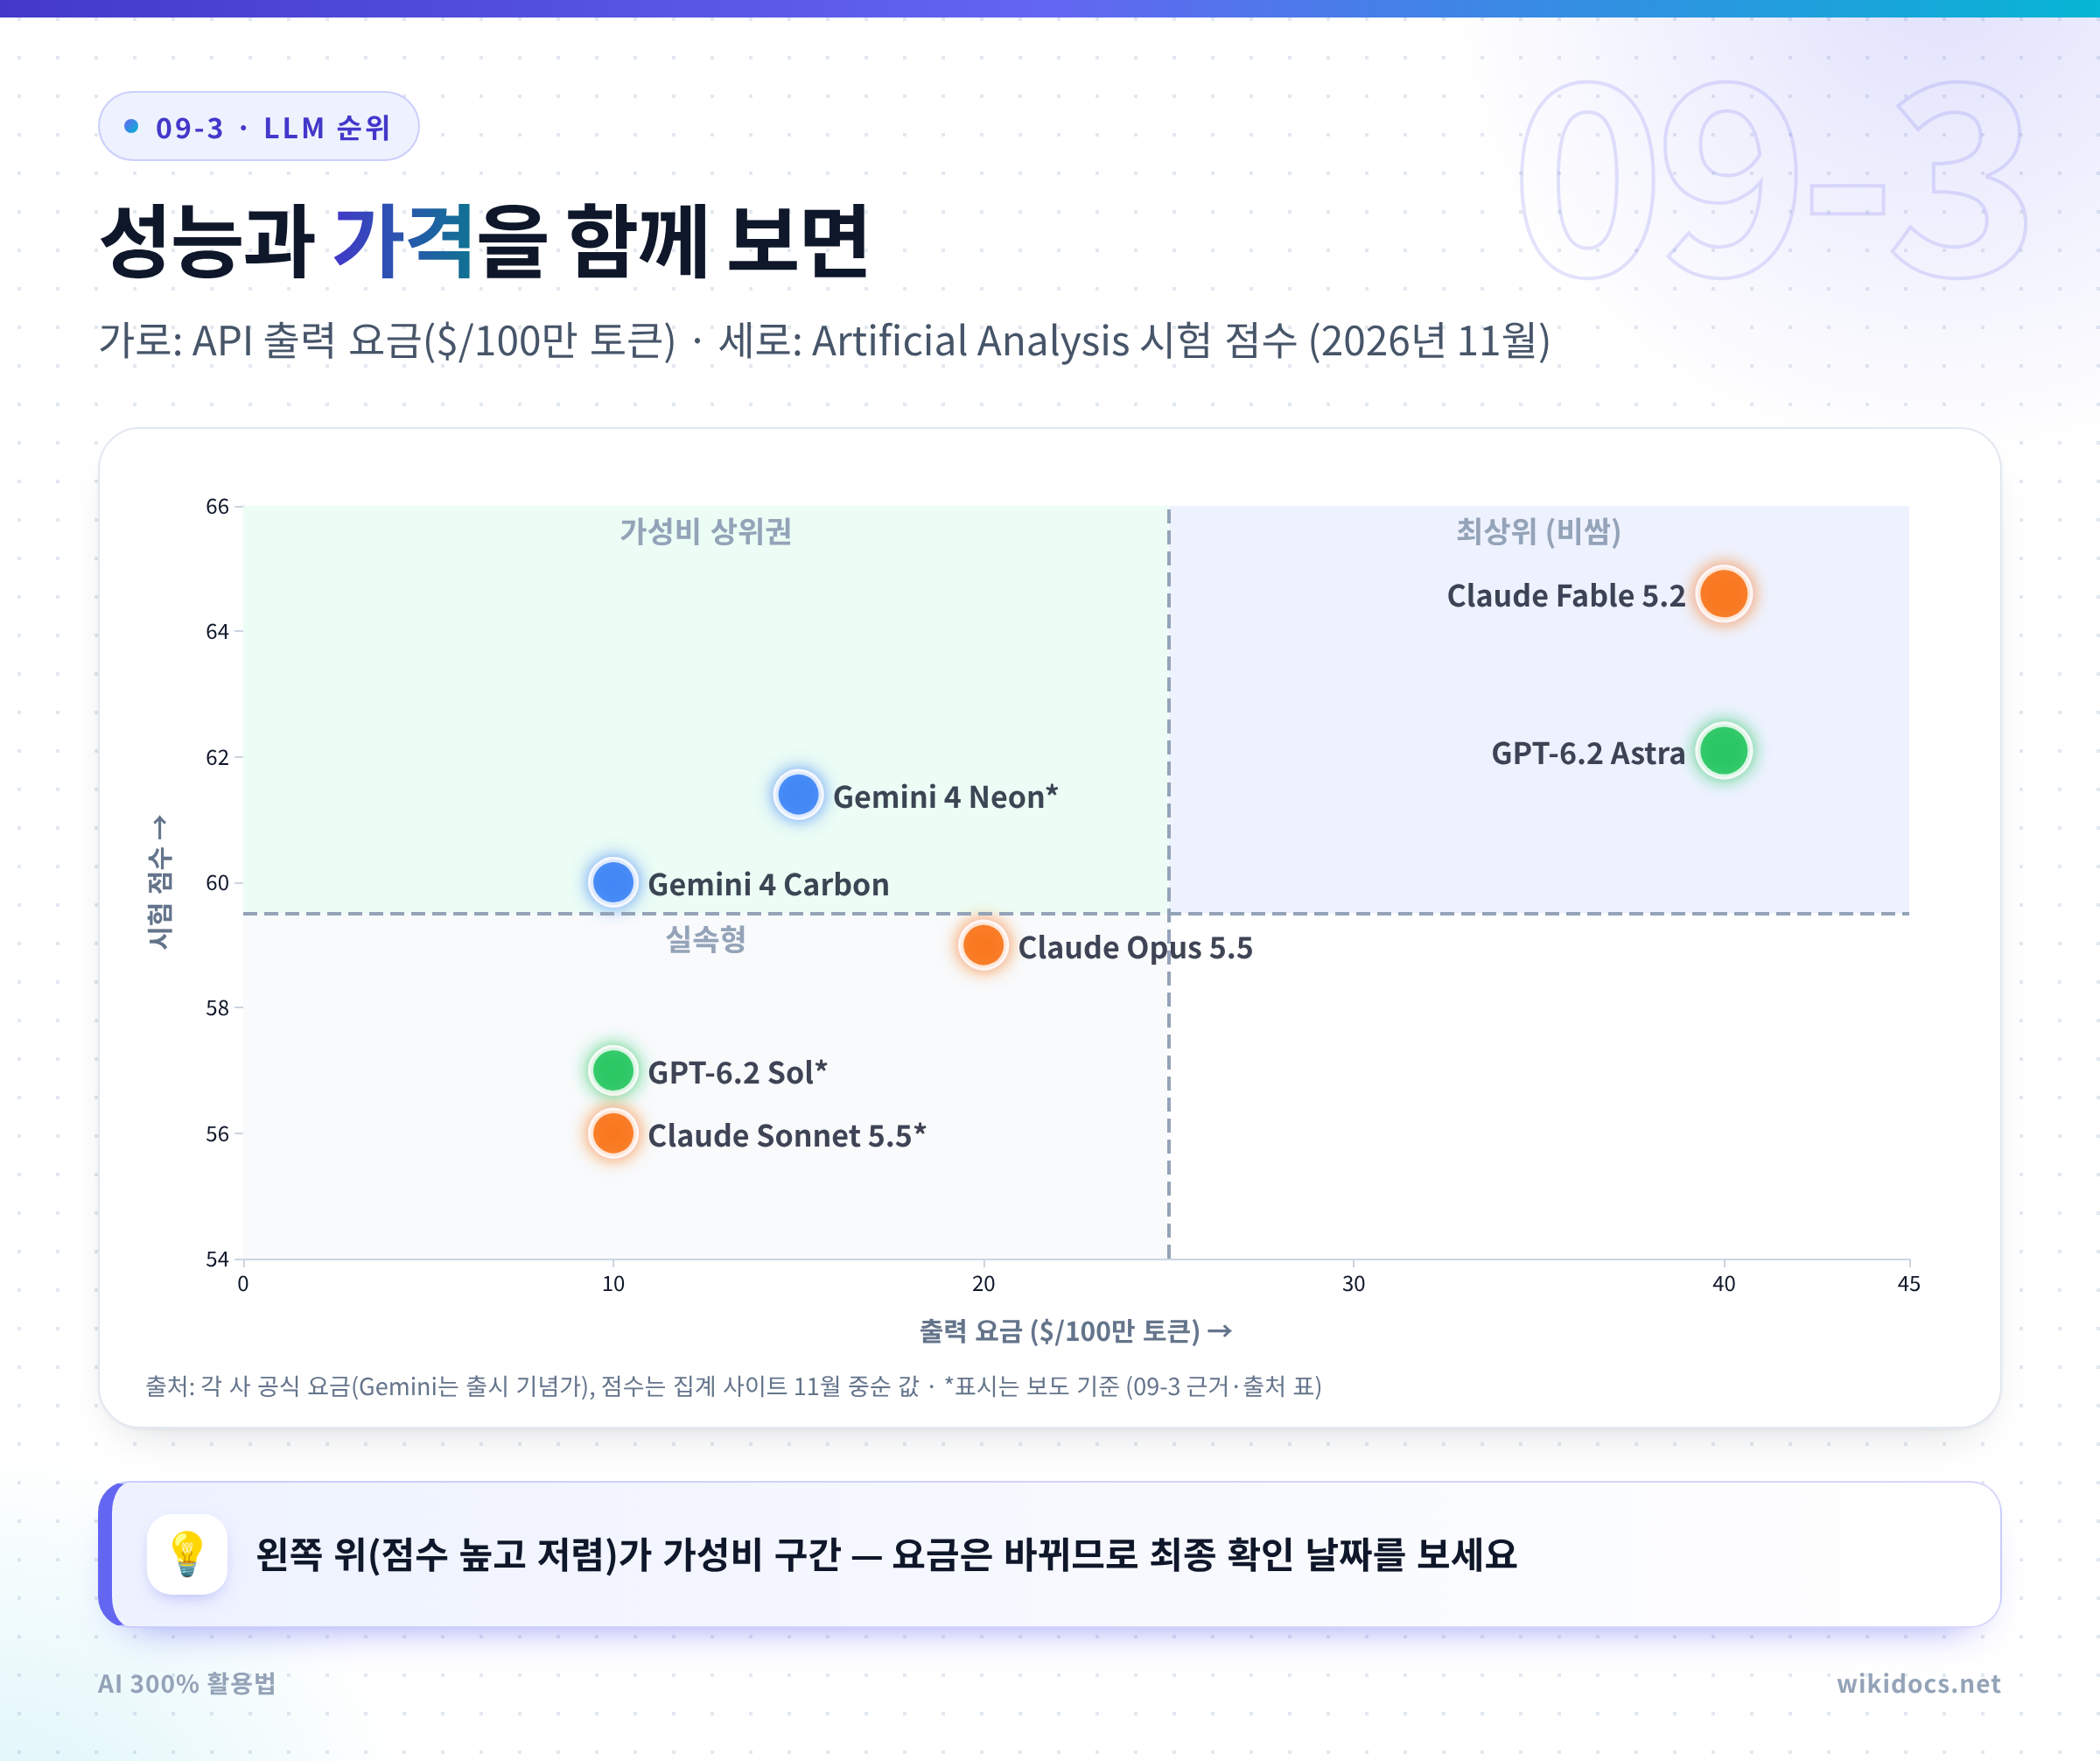 09-3
09-3 · LLM 순위
성능과 가격을 함께 보면
가로: API 출력 요금($/100만 토큰) · 세로: Artificial Analysis 시험 점수 (2026년 11월)
66
가성비 상위권
최상위 (비쌈)
Claude Fable 5.2
64
GPT-6.2 Astra
62
Gemini 4 Neon*
시험 점수 →
60
Gemini 4 Carbon
실속형
Claude Opus 5.5
58
GPT-6.2 Sol*
56
Claude Sonnet 5.5*
54
0
10
20
30
40
45
출력 요금 ($/100만 토큰) →
출처: 각 사 공식 요금(Gemini는 출시 기념가), 점수는 집계 사이트 11월 중순 값 · *표시는 보도 기준 (09-3 근거·출처 표)
왼쪽 위(점수 높고 저렴)가 가성비 구간 — 요금은 바뀌므로 최종 확인 날짜를 보세요
AI 300% 활용법
wikidocs.net